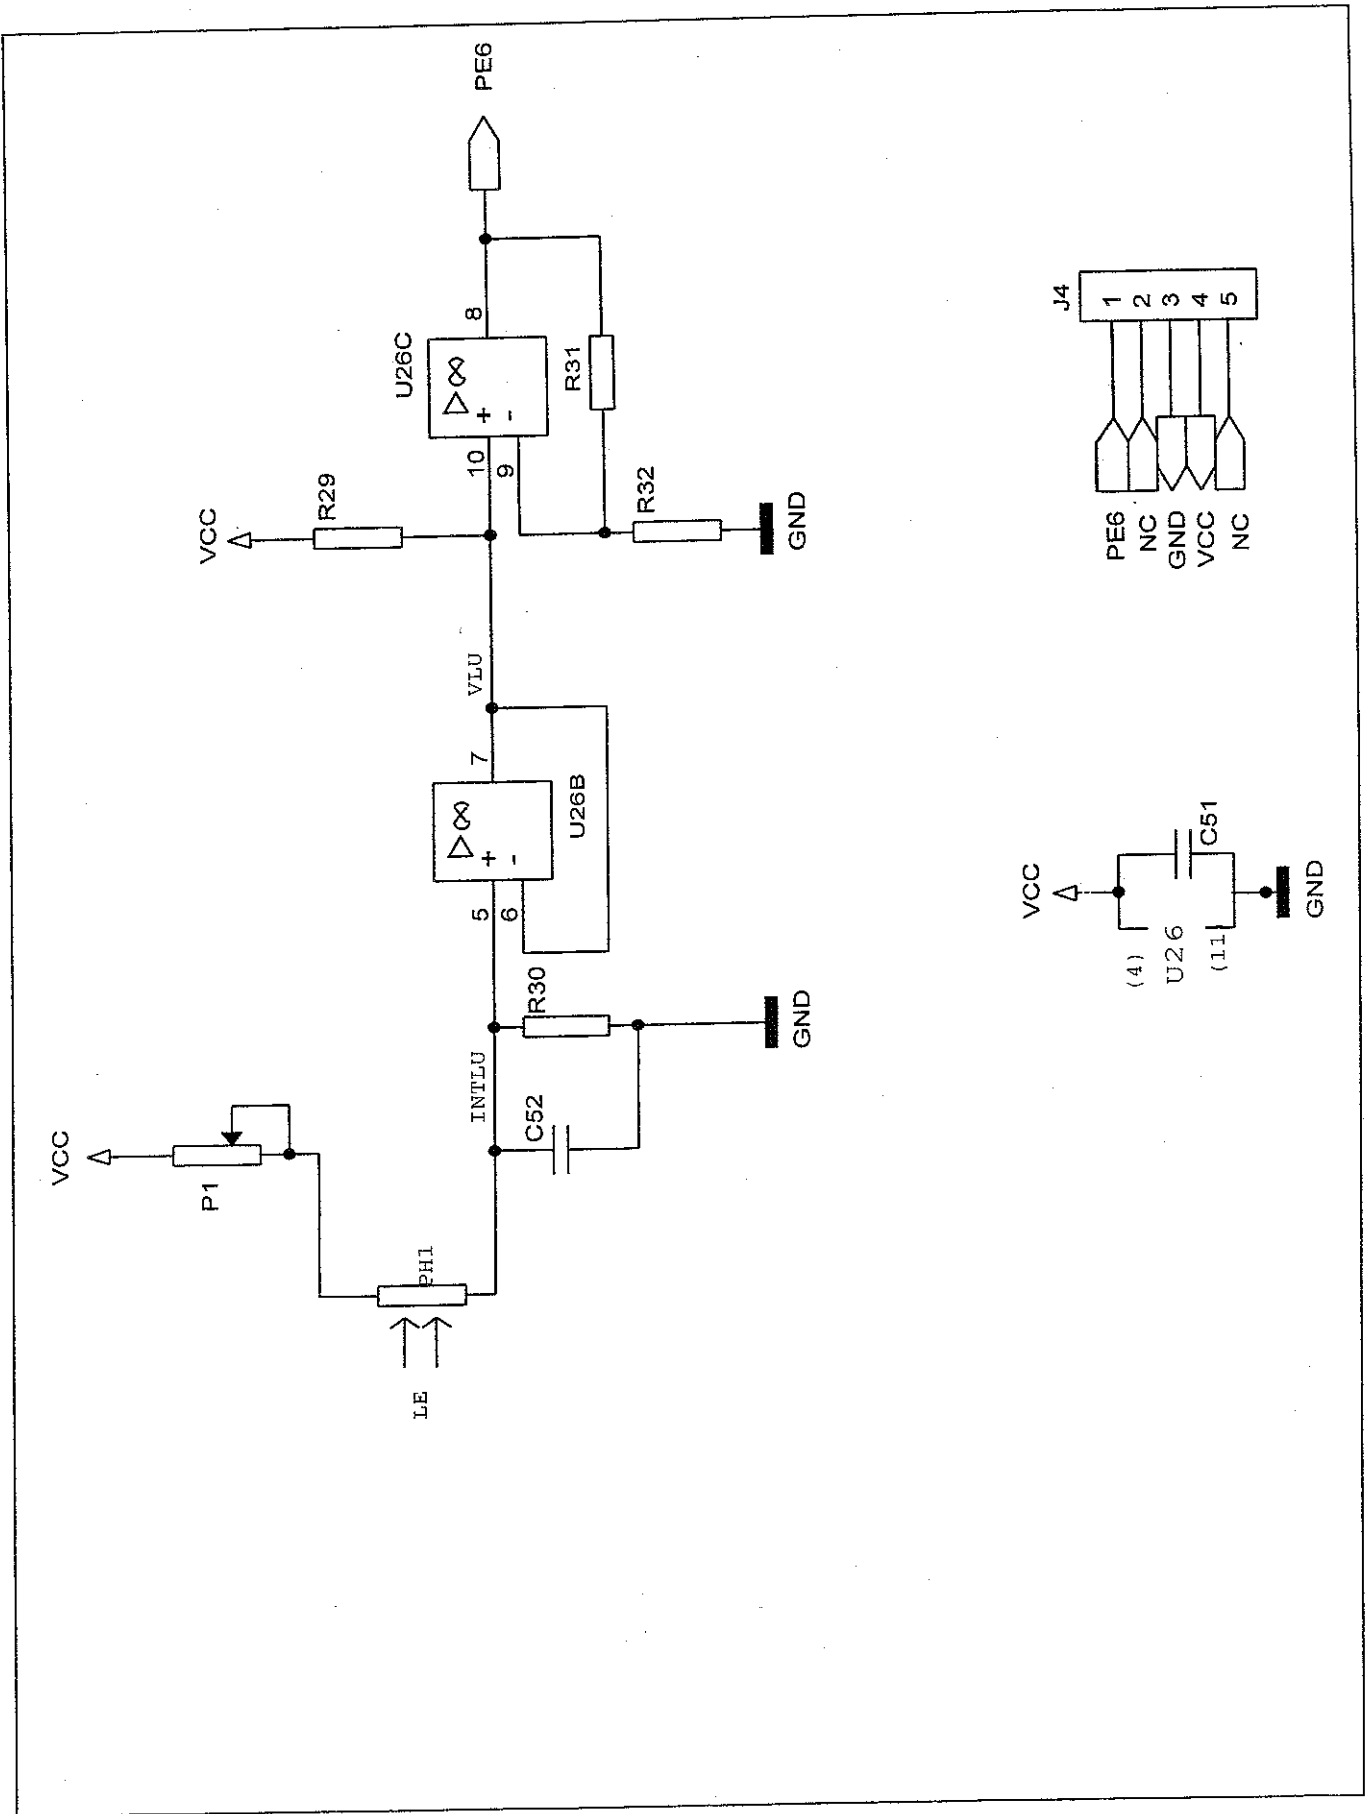 PE6
U26C
8
+
-
10
9
R31
VCC
R29
R32
GND
VLU
7
U26B
+
-
5
6
R30
GND
INTLU
C52
VCC
P1
PH1
LE
J4
1
2
3
4
5
PE6
NC
GND
VCC
NC
VCC
C51
(4)
U26
(11)
GND